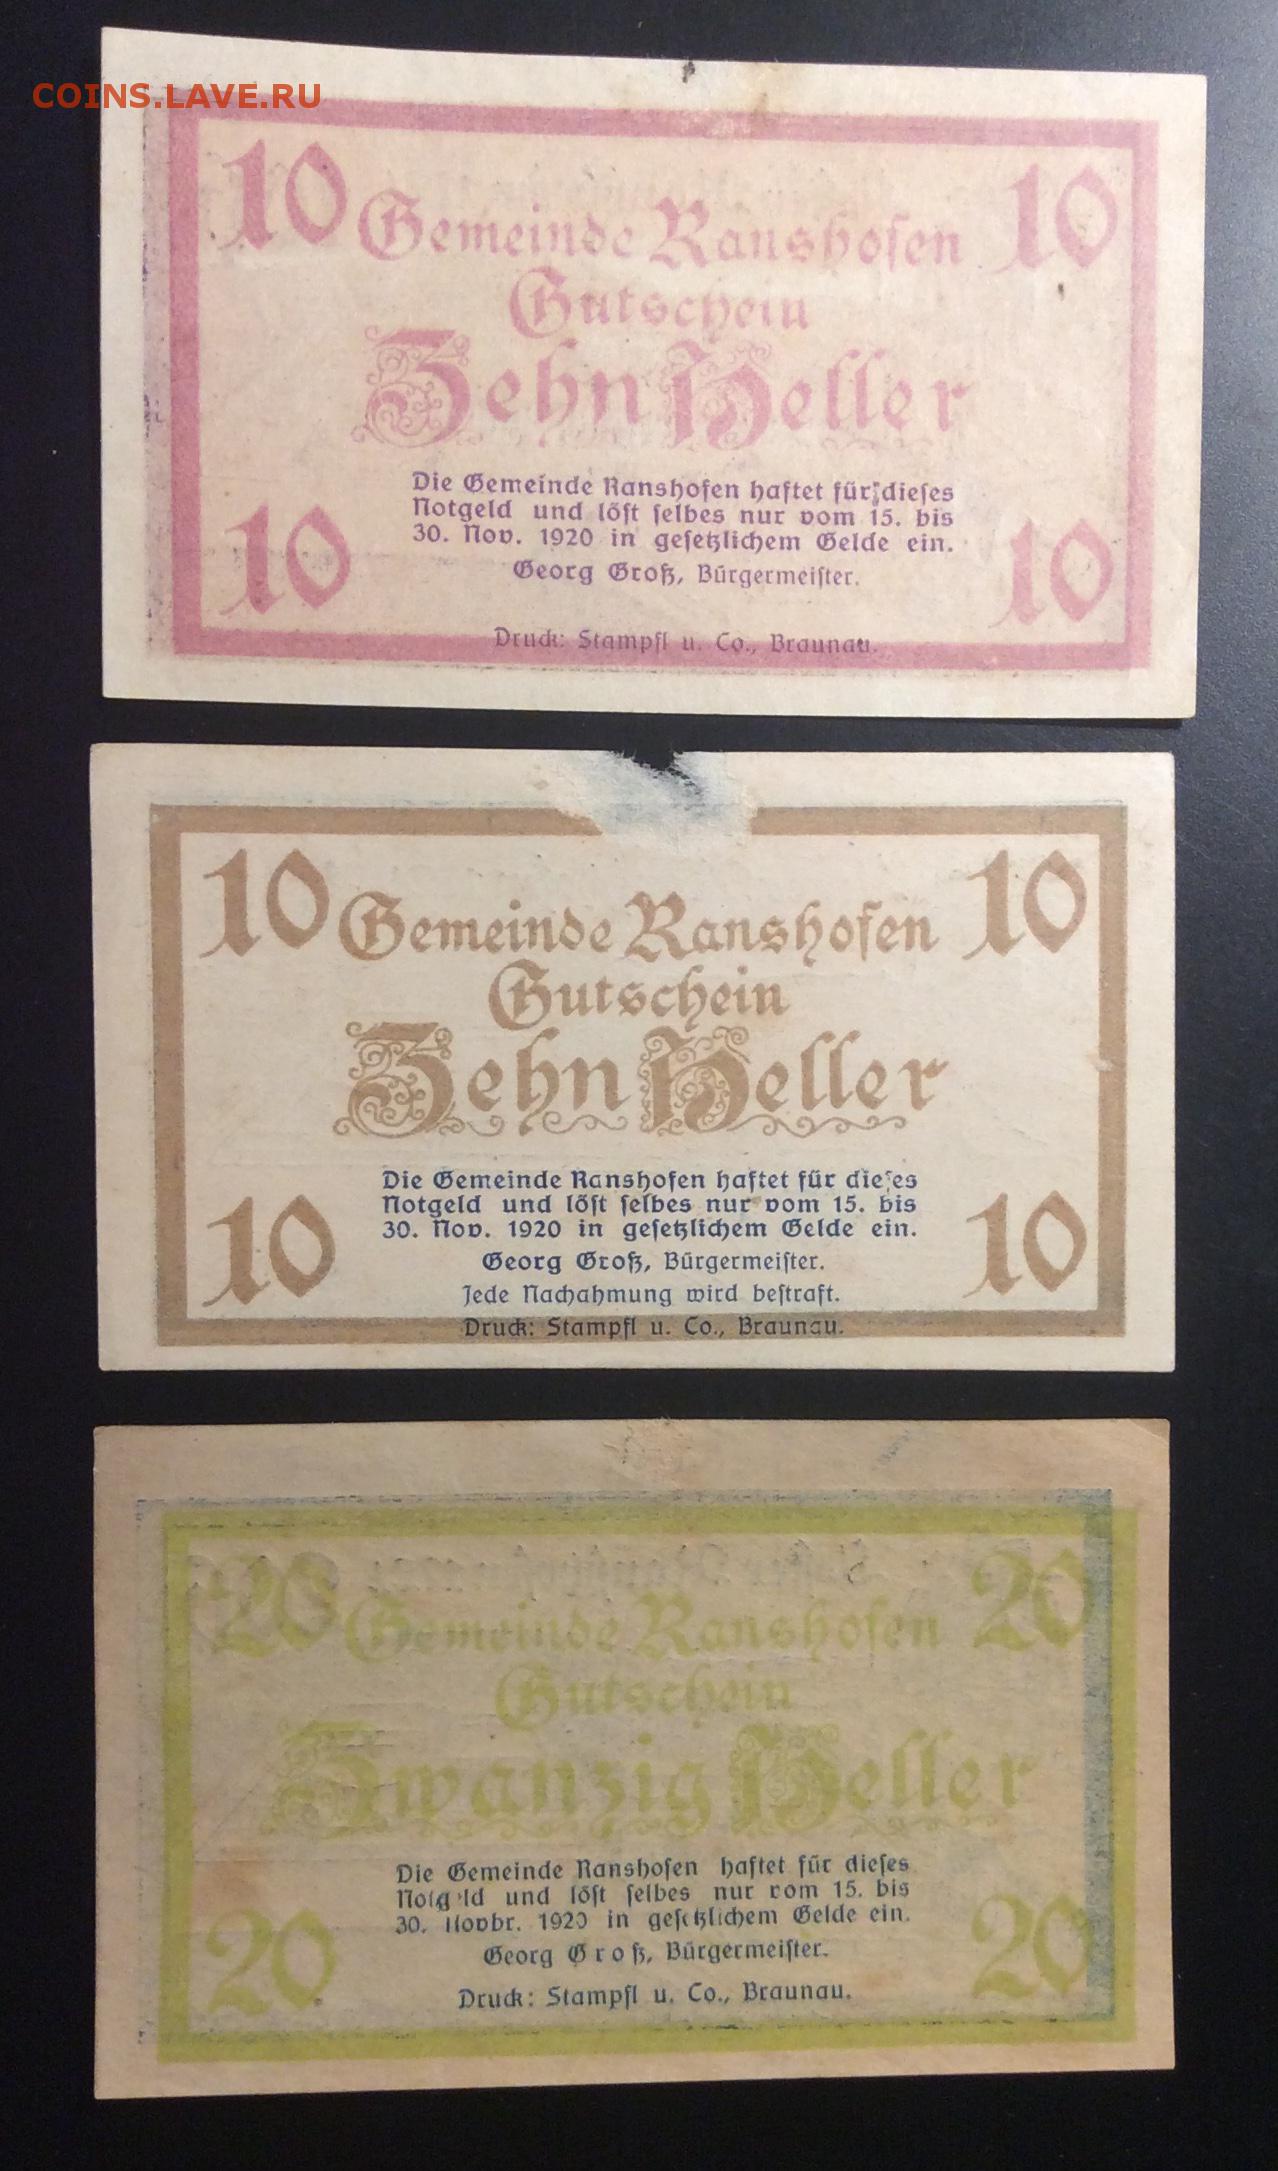 COINS.LAVE.RU
10 10
Gemeinde Ranshofen
Gutschein
Zehn Heller
Die Gemeinde Ranshofen haftet für dieses
Notgeld und löst selbes nur vom 15. bis
30. Nov. 1920 in gesetzlichem Gelde ein.
Georg Groß, Bürgermeister.
10 10
Druck: Stampfl u. Co., Braunau.
10 10
Gemeinde Ranshofen
Gutschein
Zehn Heller
Die Gemeinde Ranshofen haftet für dieses
Notgeld und löst selbes nur vom 15. bis
30. Nov. 1920 in gesetzlichem Gelde ein.
10 10
Georg Groß, Bürgermeister.
Jede Nachahmung wird bestraft.
Druck: Stampfl u. Co., Braunau.
20 20
Gemeinde Ranshofen
Gutschein
Zwanzig Heller
Die Gemeinde Ranshofen haftet für dieses
Notgeld und löst selbes nur vom 15. bis
30. Novbr. 1920 in gesetzlichem Gelde ein.
Georg Groß, Bürgermeister.
20 20
Druck: Stampfl u. Co., Braunau.